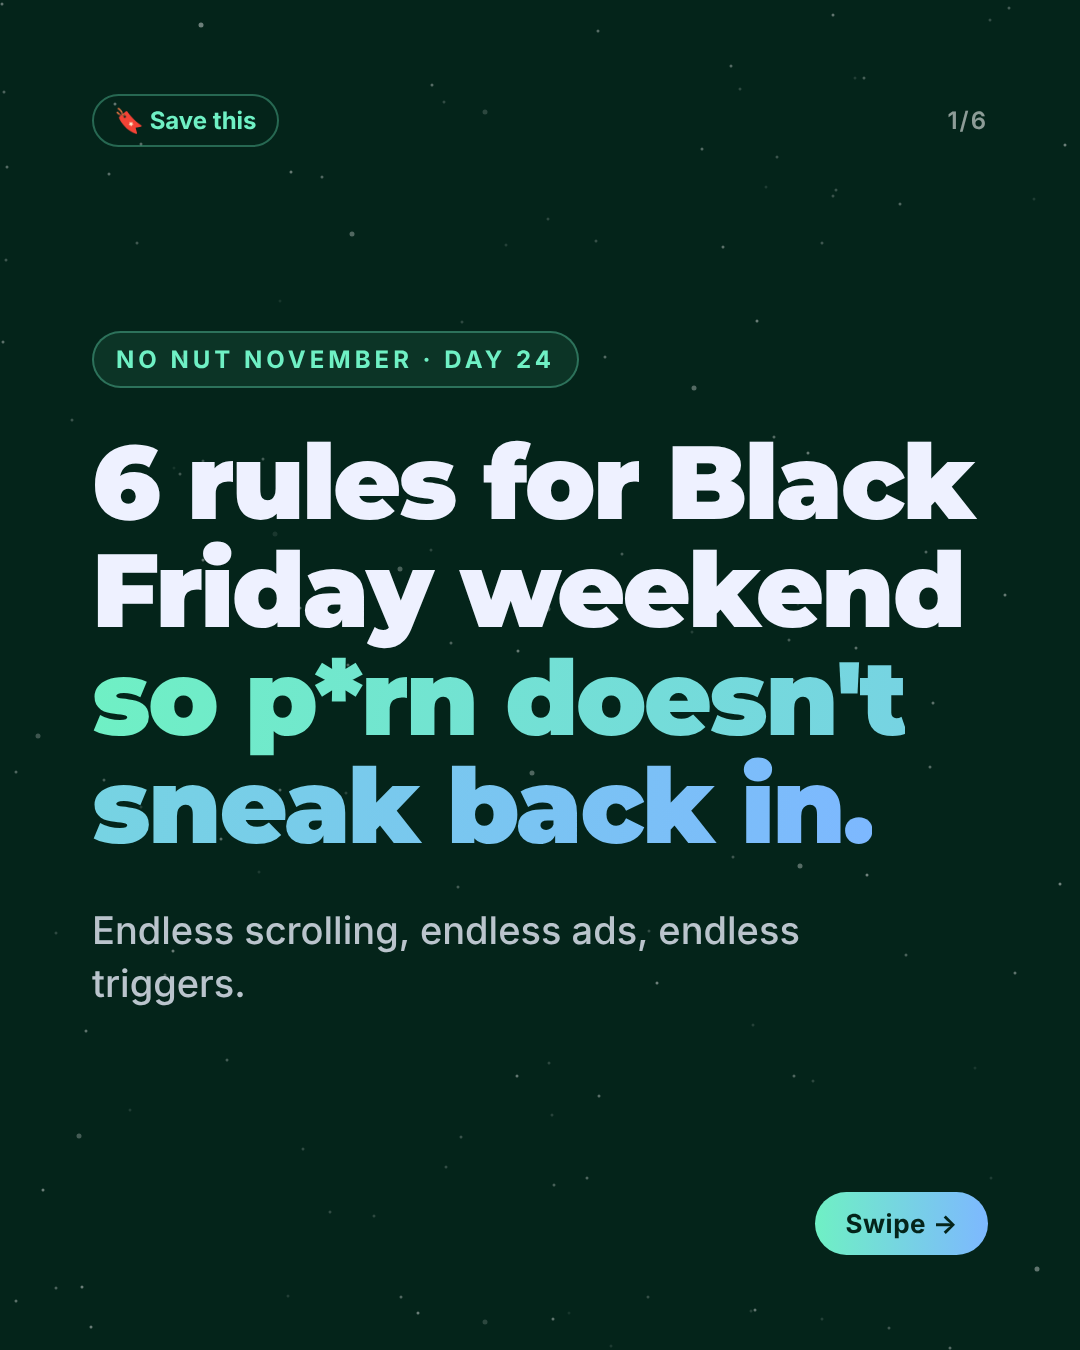 🔖 Save this
1/6
NO NUT NOVEMBER · DAY 24
6 rules for Black
Friday weekend
so p*rn doesn't
sneak back in.
Endless scrolling, endless ads, endless
triggers.
Swipe →